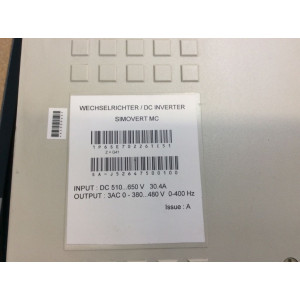 WECHSELRICHTER / DC INVERTER
SIMOVERT MC
INPUT : DC 510...650 V 30.4A
OUTPUT : 3AC 0 - 380...480 V 0-400 Hz
Issue : A